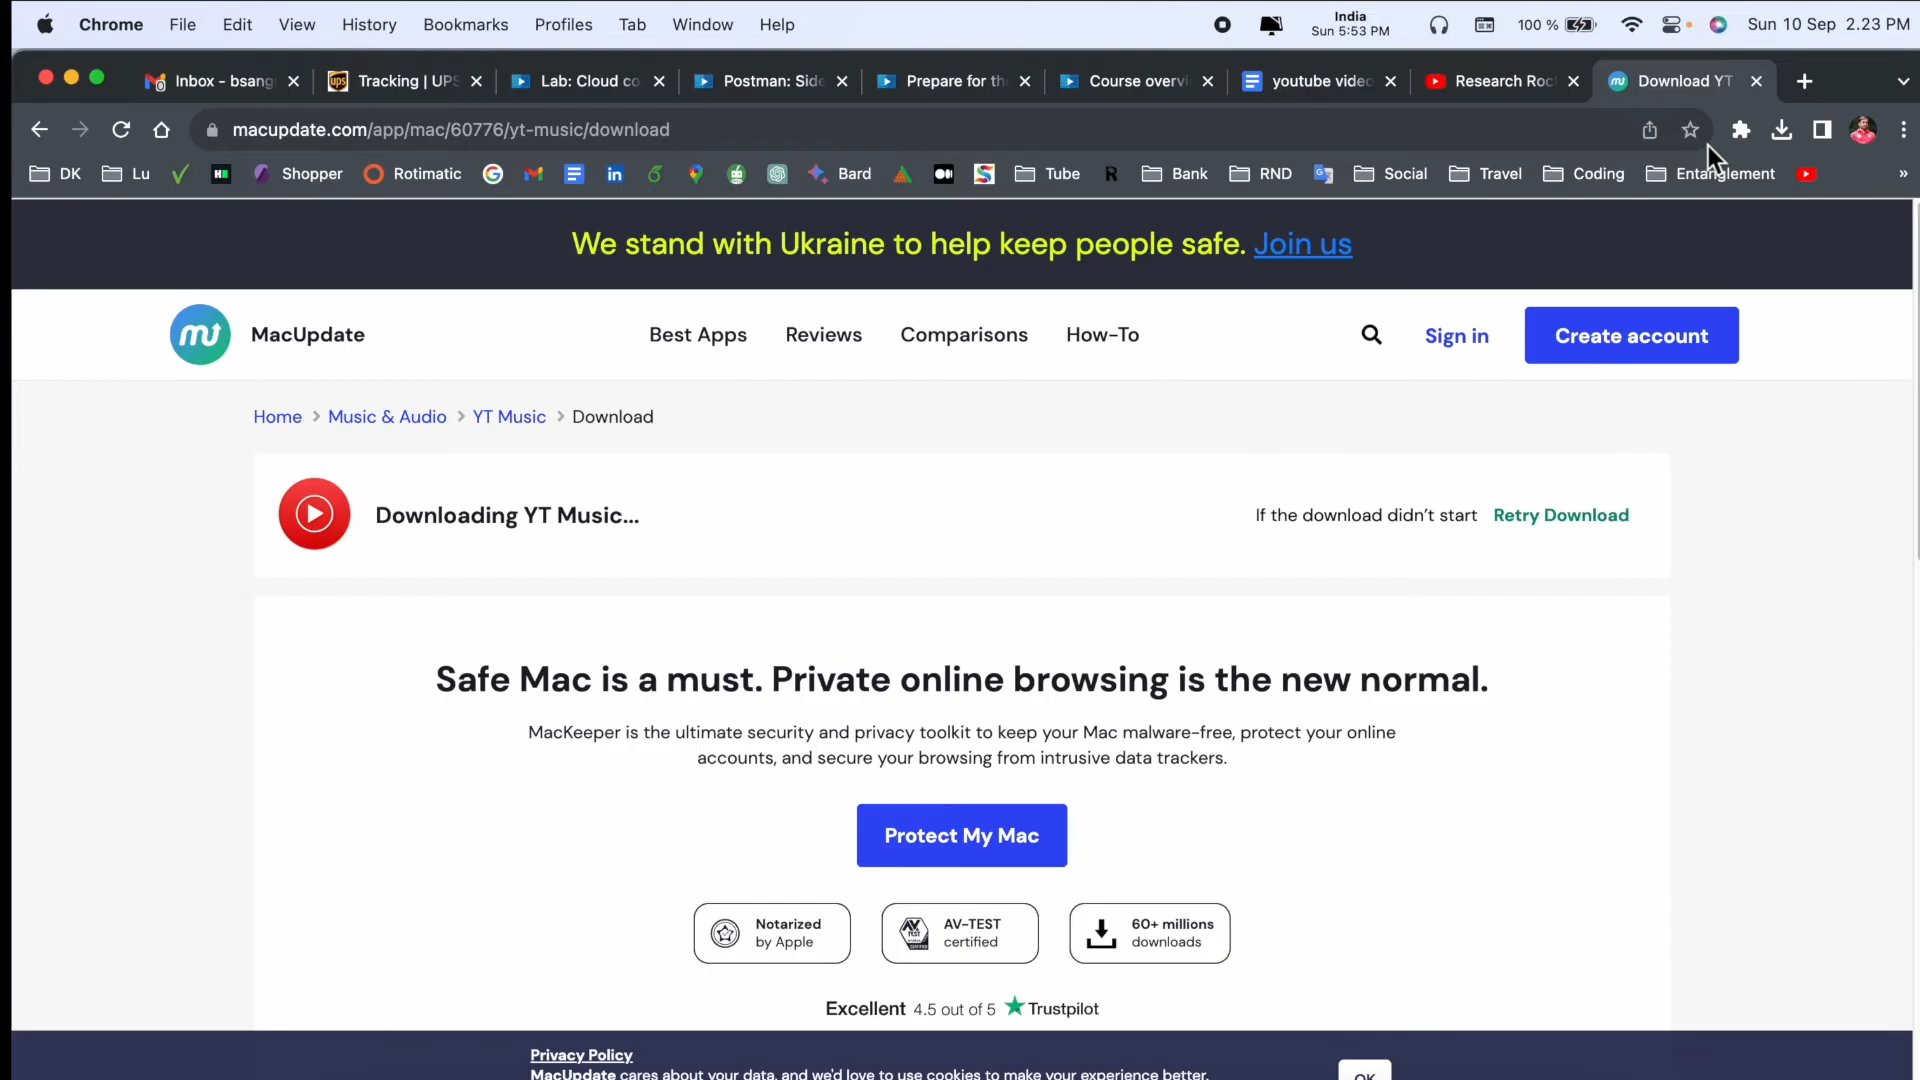 Chrome File Edit View History Bookmarks Profiles Tab Window Help India Sun 5:53 PM 100 % Sun 10 Sep 2.23 PM
Inbox - bsang Tracking | UPS Lab: Cloud co Postman: Side Prepare for th Course overvi youtube video Research Roc Download YT
macupdate.com/app/mac/60776/yt-music/download
DK Lu Shopper Rotimatic Bard Tube R Bank RND Social Travel Coding Entanglement »
We stand with Ukraine to help keep people safe. Join us
MacUpdate Best Apps Reviews Comparisons How-To Sign in Create account
Home > Music & Audio > YT Music > Download
Downloading YT Music... If the download didn't start Retry Download
Safe Mac is a must. Private online browsing is the new normal.
MacKeeper is the ultimate security and privacy toolkit to keep your Mac malware-free, protect your online
accounts, and secure your browsing from intrusive data trackers.
Protect My Mac
Notarized AV-TEST 60+ millions
by Apple certified downloads
Excellent 4.5 out of 5 Trustpilot
Privacy Policy
MacUpdate cares about your data, and we'd love to use cookies to make your experience better.
OK